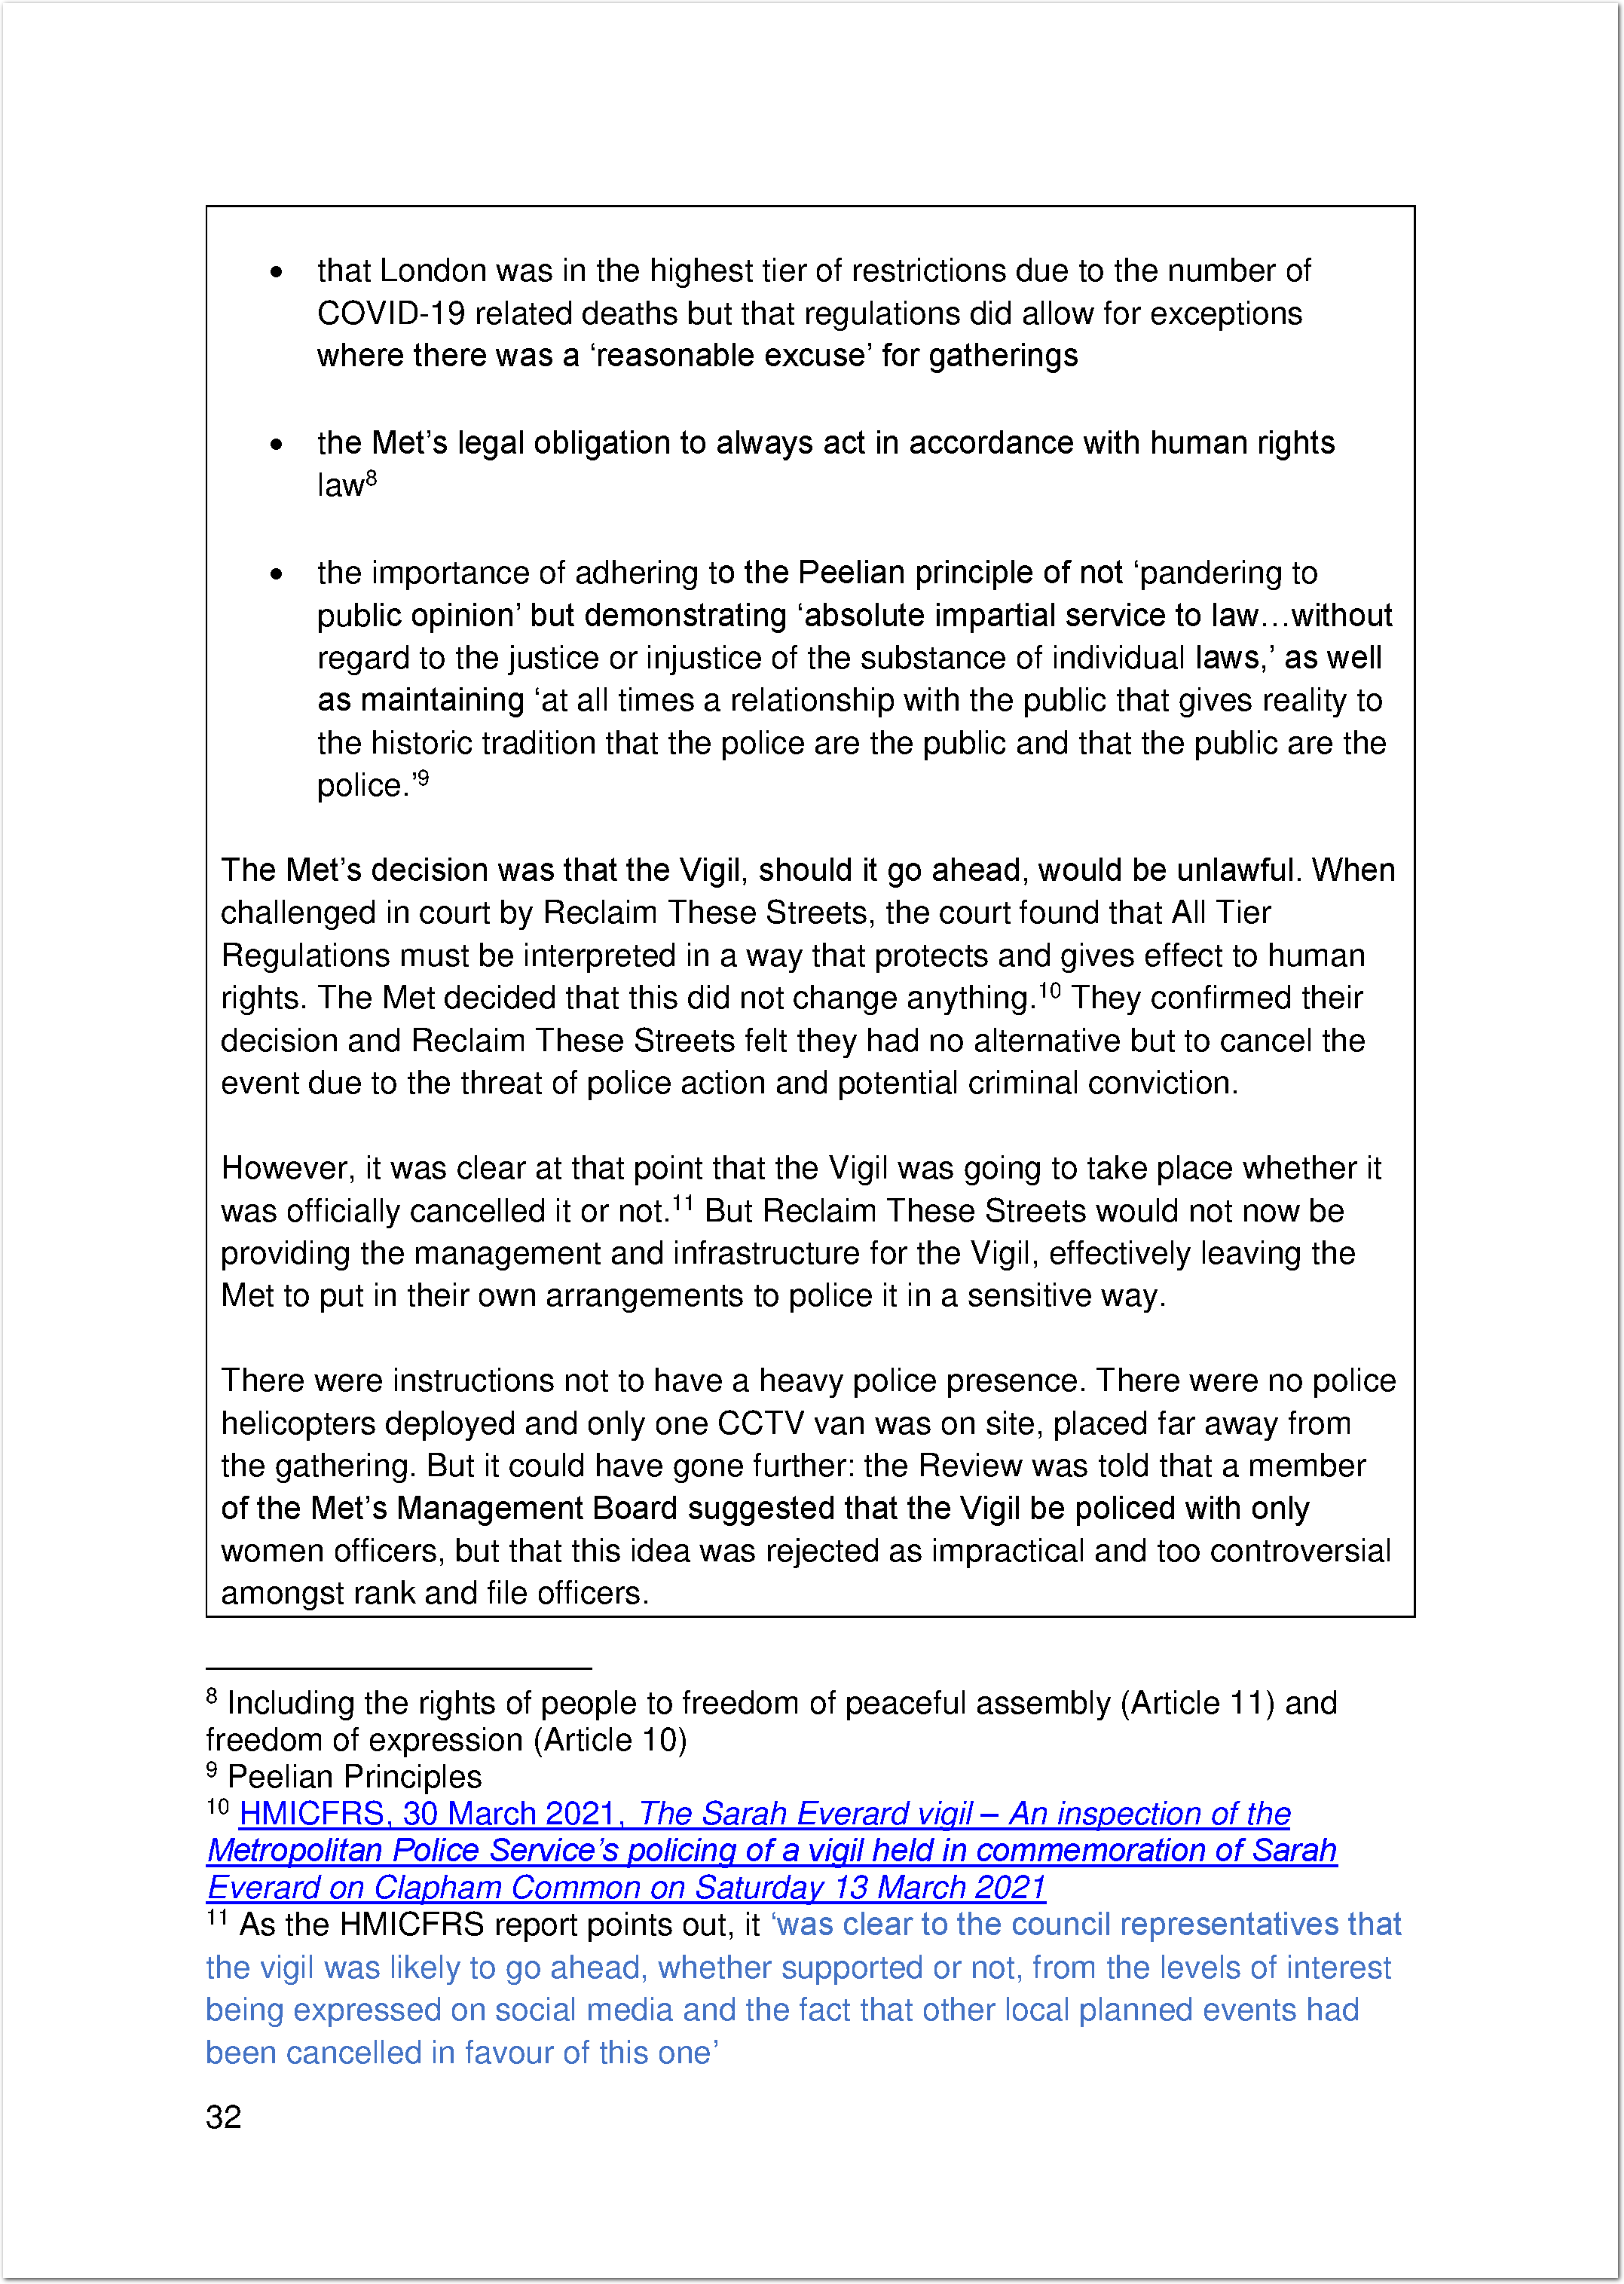 • that London was in the highest tier of restrictions due to the number of
COVID-19 related deaths but that regulations did allow for exceptions
where there was a ‘reasonable excuse’ for gatherings
• the Met’s legal obligation to always act in accordance with human rights
law8
• the importance of adhering to the Peelian principle of not ‘pandering to
public opinion’ but demonstrating ‘absolute impartial service to law…without
regard to the justice or injustice of the substance of individual laws,’ as well
as maintaining ‘at all times a relationship with the public that gives reality to
the historic tradition that the police are the public and that the public are the
police.’9
The Met’s decision was that the Vigil, should it go ahead, would be unlawful. When
challenged in court by Reclaim These Streets, the court found that All Tier
Regulations must be interpreted in a way that protects and gives effect to human
rights. The Met decided that this did not change anything.10 They confirmed their
decision and Reclaim These Streets felt they had no alternative but to cancel the
event due to the threat of police action and potential criminal conviction.
However, it was clear at that point that the Vigil was going to take place whether it
was officially cancelled it or not.11 But Reclaim These Streets would not now be
providing the management and infrastructure for the Vigil, effectively leaving the
Met to put in their own arrangements to police it in a sensitive way.
There were instructions not to have a heavy police presence. There were no police
helicopters deployed and only one CCTV van was on site, placed far away from
the gathering. But it could have gone further: the Review was told that a member
of the Met’s Management Board suggested that the Vigil be policed with only
women officers, but that this idea was rejected as impractical and too controversial
amongst rank and file officers.
8 Including the rights of people to freedom of peaceful assembly (Article 11) and
freedom of expression (Article 10)
9 Peelian Principles
10 HMICFRS, 30 March 2021, The Sarah Everard vigil – An inspection of the
Metropolitan Police Service’s policing of a vigil held in commemoration of Sarah
Everard on Clapham Common on Saturday 13 March 2021
11 As the HMICFRS report points out, it ‘was clear to the council representatives that
the vigil was likely to go ahead, whether supported or not, from the levels of interest
being expressed on social media and the fact that other local planned events had
been cancelled in favour of this one’
32